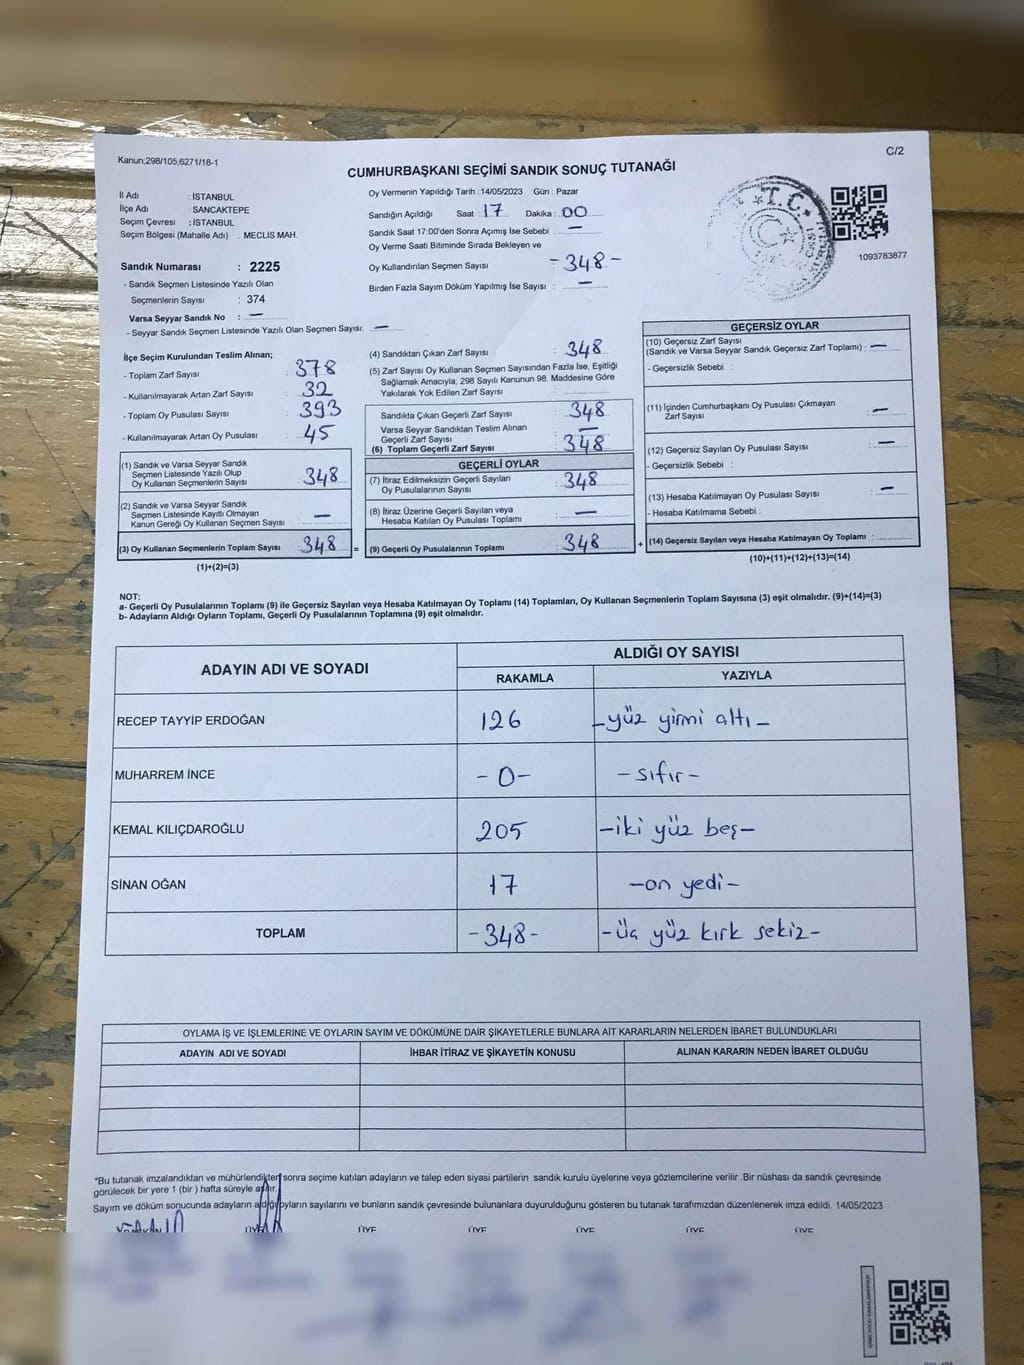 Kanun;298/105,6271/18-1
C/2
CUMHURBAŞKANI SEÇİMİ SANDIK SONUÇ TUTANAĞI
İl Adı : İSTANBUL
İlçe Adı : SANCAKTEPE
Seçim Çevresi : İSTANBUL
Seçim Bölgesi (Mahalle Adı) : MECLİS MAH.
Sandık Numarası : 2225
- Sandık Seçmen Listesinde Yazılı Olan
Seçmenlerin Sayısı : 374
Varsa Seyyar Sandık No : —
- Seyyar Sandık Seçmen Listesinde Yazılı Olan Seçmen Sayısı: —
Oy Vermenin Yapıldığı Tarih : 14/05/2023 Gün : Pazar
Sandığın Açıldığı Saat 17 Dakika : 00
Sandık Saat 17:00'den Sonra Açımış İse Sebebi : —
Oy Verme Saati Bitiminde Sırada Bekleyen ve
Oy Kullandırılan Seçmen Sayısı -348-
Birden Fazla Sayım Döküm Yapılmış İse Sayısı : —
T.C.
1093783877
İlçe Seçim Kurulundan Teslim Alınan;
- Toplam Zarf Sayısı : 378
- Kullanılmayarak Artan Zarf Sayısı : 32
- Toplam Oy Pusulası Sayısı : 393
- Kullanılmayarak Artan Oy Pusulası : 45
(1) Sandık ve Varsa Seyyar Sandık
Seçmen Listesinde Yazılı Olup
Oy Kullanan Seçmenlerin Sayısı : 348
(2) Sandık ve Varsa Seyyar Sandık
Seçmen Listesinde Kayıtlı Olmayan
Kanun Gereği Oy Kullanan Seçmen Sayısı : —
(3) Oy Kullanan Seçmenlerin Toplam Sayısı : 348 =
(1)+(2)=(3)
(4) Sandıktan Çıkan Zarf Sayısı : 348
(5) Zarf Sayısı Oy Kullanan Seçmen Sayısından Fazla İse, Eşitliği
Sağlamak Amacıyla, 298 Sayılı Kanunun 98. Maddesine Göre
Yakılarak Yok Edilen Zarf Sayısı :
Sandıkta Çıkan Geçerli Zarf Sayısı : 348
Varsa Seyyar Sandıktan Teslim Alınan
Geçerli Zarf Sayısı : —
(6) Toplam Geçerli Zarf Sayısı : 348
GEÇERLİ OYLAR
(7) İtiraz Edilmeksizin Geçerli Sayılan
Oy Pusulalarının Sayısı : 348
(8) İtiraz Üzerine Geçerli Sayılan veya
Hesaba Katılan Oy Pusulası Toplamı : —
(9) Geçerli Oy Pusulalarının Toplamı : 348 +
GEÇERSİZ OYLAR
(10) Geçersiz Zarf Sayısı
(Sandık ve Varsa Seyyar Sandık Geçersiz Zarf Toplamı) : —
- Geçersizlik Sebebi :
(11) İçinden Cumhurbaşkanı Oy Pusulası Çıkmayan
Zarf Sayısı : —
(12) Geçersiz Sayılan Oy Pusulası Sayısı : —
- Geçersizlik Sebebi :
(13) Hesaba Katılmayan Oy Pusulası Sayısı : —
- Hesaba Katılmama Sebebi :
(14) Geçersiz Sayılan veya Hesaba Katılmayan Oy Toplamı :
(10)+(11)+(12)+(13)=(14)
NOT:
a- Geçerli Oy Pusulalarının Toplamı (9) ile Geçersiz Sayılan veya Hesaba Katılmayan Oy Toplamı (14) Toplamları, Oy Kullanan Seçmenlerin Toplam Sayısına (3) eşit olmalıdır. (9)+(14)=(3)
b- Adayların Aldığı Oyların Toplamı, Geçerli Oy Pusulalarının Toplamına (9) eşit olmalıdır.
ADAYIN ADI VE SOYADI
ALDIĞI OY SAYISI
RAKAMLA YAZIYLA
RECEP TAYYİP ERDOĞAN 126 -yüz yirmi altı-
MUHARREM İNCE -0- -sıfır-
KEMAL KILIÇDAROĞLU 205 -iki yüz beş-
SİNAN OĞAN 17 -on yedi-
TOPLAM -348- -üç yüz kırk sekiz-
OYLAMA İŞ VE İŞLEMLERİNE VE OYLARIN SAYIM VE DÖKÜMÜNE DAİR ŞİKAYETLERLE BUNLARA AİT KARARLARIN NELERDEN İBARET BULUNDUKLARI
ADAYIN ADI VE SOYADI İHBAR İTİRAZ VE ŞİKAYETİN KONUSU ALINAN KARARIN NEDEN İBARET OLDUĞU
*Bu tutanak imzalandıktan ve mühürlendikten sonra seçime katılan adayların ve talep eden siyasi partilerin sandık kurulu üyelerine veya gözlemcilerine verilir .Bir nüshası da sandık çevresinde
görülecek bir yere 1 (bir ) hafta süreyle asılır.
Sayım ve döküm sonucunda adayların aldığı oyların sayılarını ve bunların sandık çevresinde bulunanlara duyurulduğunu gösteren bu tutanak tarafımızdan düzenlenerek imza edildi. 14/05/2023
ÜYE ÜYE ÜYE ÜYE ÜYE